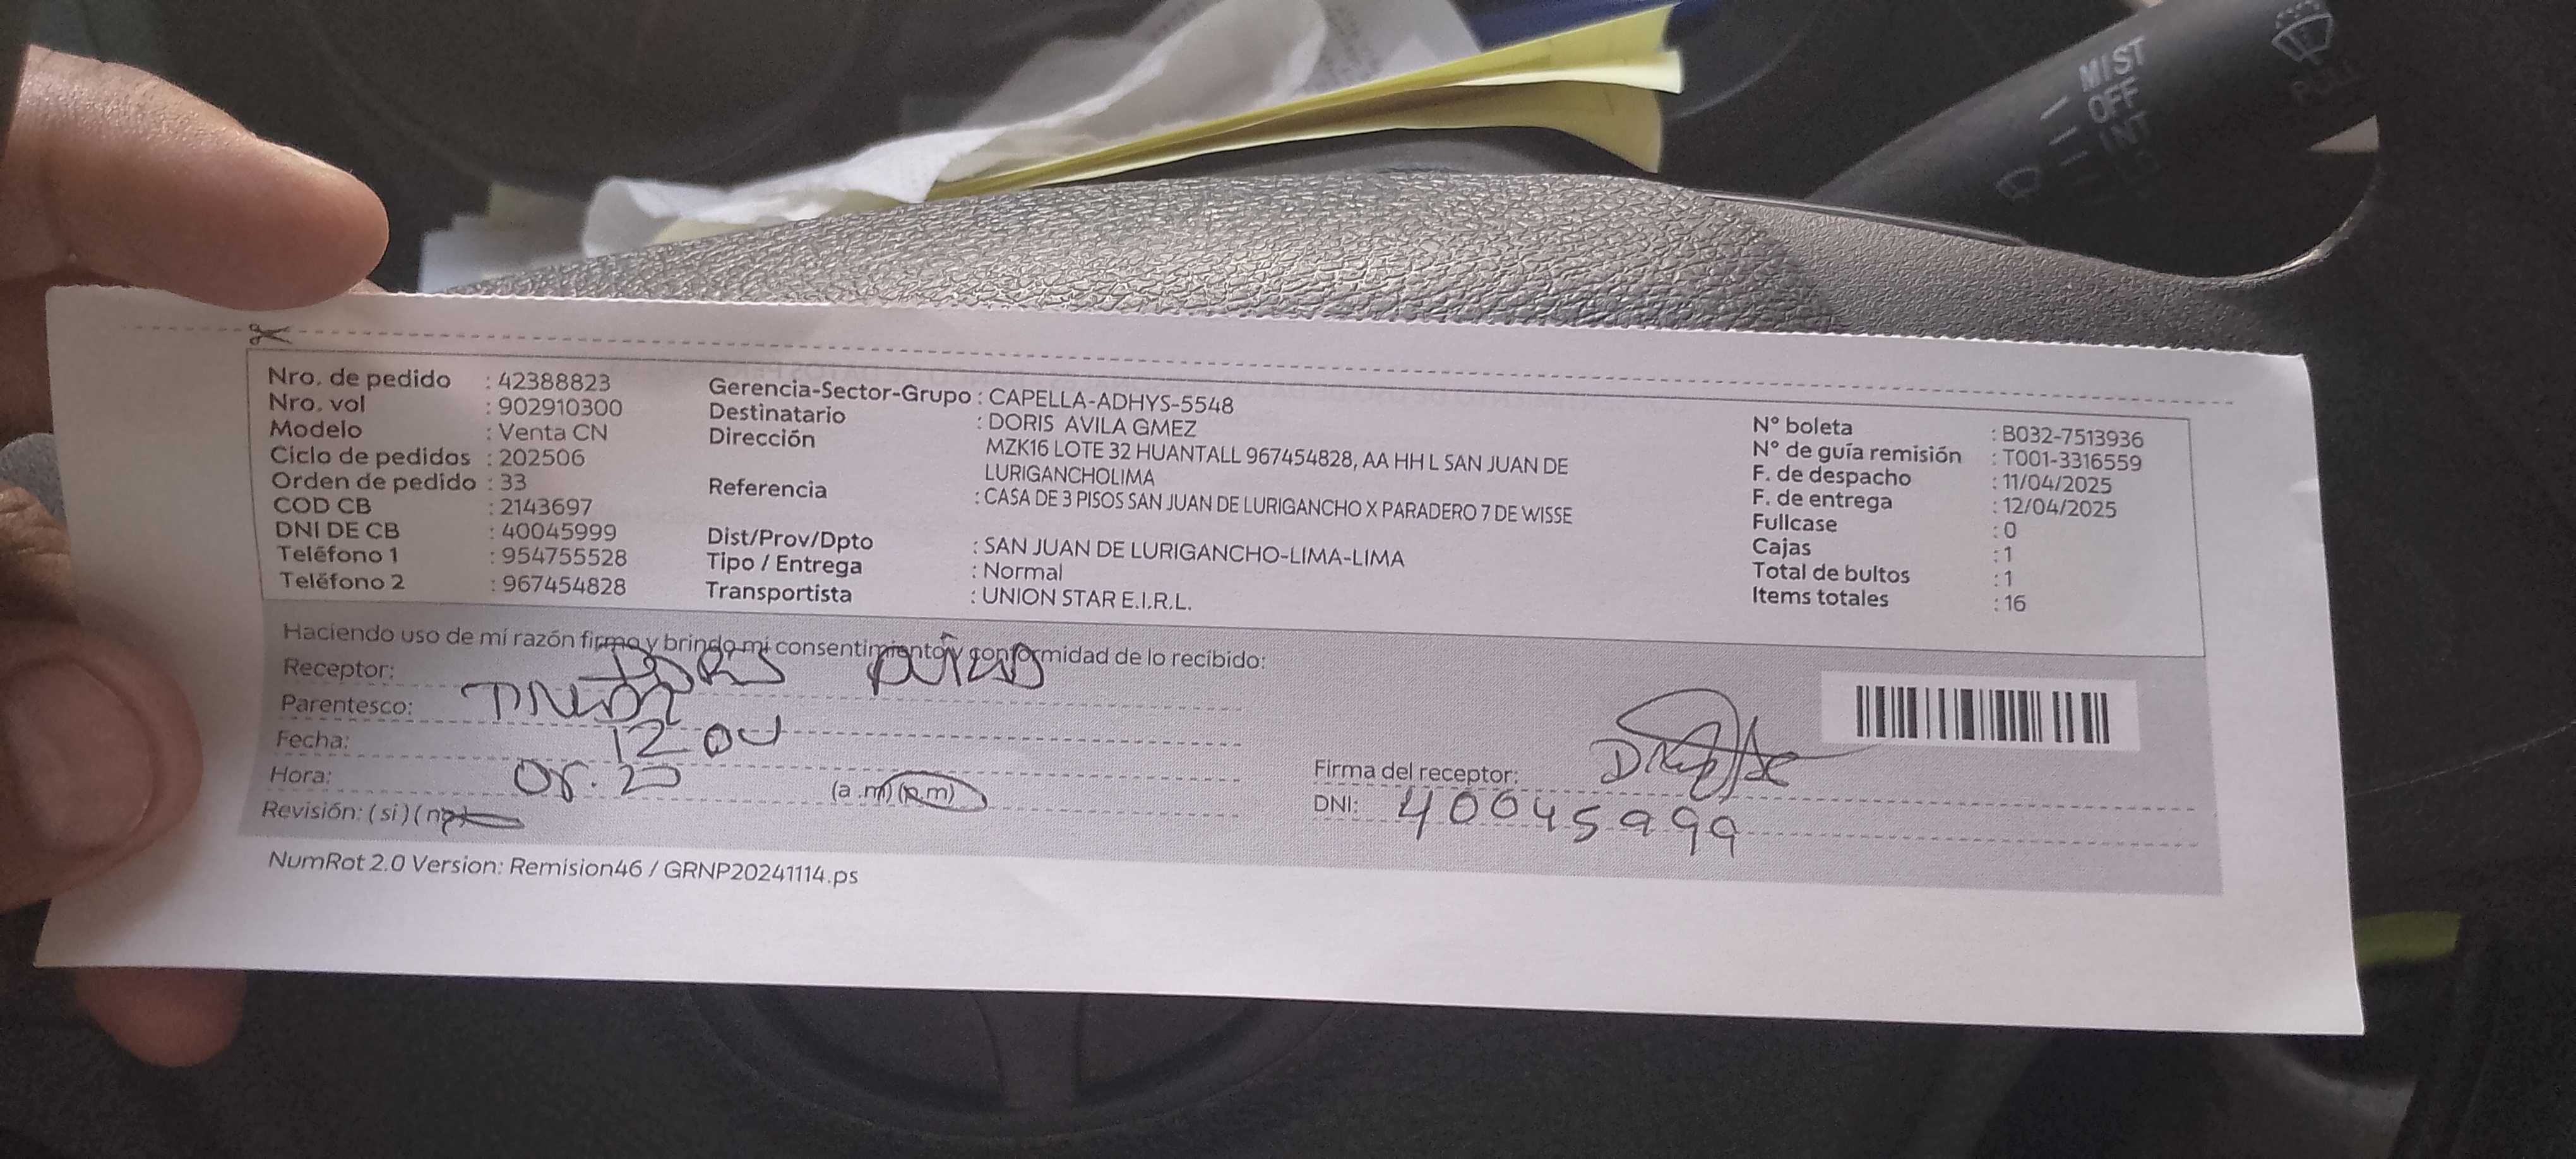 MIST
OFF
INT
PULL
Nro. de pedido : 42388823
Nro. vol : 902910300
Modelo : Venta CN
Ciclo de pedidos : 202506
Orden de pedido : 33
COD CB : 2143697
DNI DE CB : 40045999
Teléfono 1 : 954755528
Teléfono 2 : 967454828
Gerencia-Sector-Grupo : CAPELLA-ADHYS-5548
Destinatario : DORIS AVILA GMEZ
Dirección MZK16 LOTE 32 HUANTALL 967454828, AA HH L SAN JUAN DE
LURIGANCHOLIMA
Referencia : CASA DE 3 PISOS SAN JUAN DE LURIGANCHO X PARADERO 7 DE WISSE
Dist/Prov/Dpto : SAN JUAN DE LURIGANCHO-LIMA-LIMA
Tipo / Entrega : Normal
Transportista : UNION STAR E.I.R.L.
N° boleta : B032-7513936
N° de guía remisión : T001-3316559
F. de despacho : 11/04/2025
F. de entrega : 12/04/2025
Fullcase : 0
Cajas : 1
Total de bultos : 1
Items totales : 16
Haciendo uso de mi razón firmo y brindo mi consentimiento y conformidad de lo recibido:
Receptor:
Parentesco:
Fecha: 12 04
Hora: 08.20 (a.m) (p.m)
Revisión: (si) (no)
Firma del receptor:
DNI: 40045999
NumRot 2.0 Version: Remision46 / GRNP20241114.ps